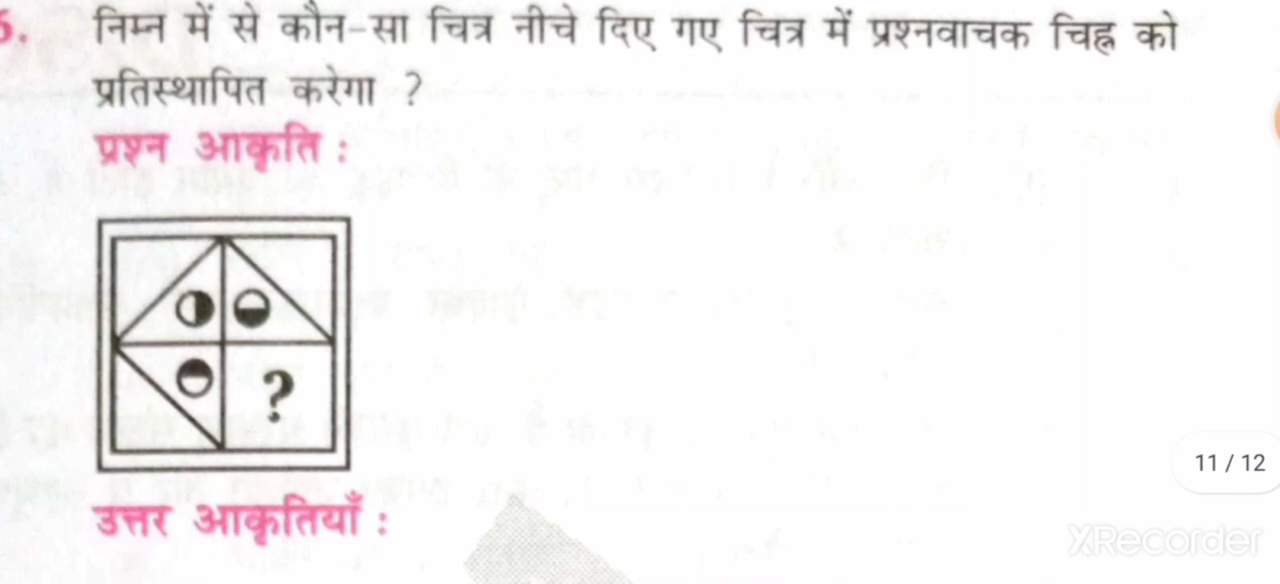 6. निम्न में से कौन-सा चित्र नीचे दिए गए चित्र में प्रश्नवाचक चिह्न को
प्रतिस्थापित करेगा ?
प्रश्न आकृति :
?
उत्तर आकृतियाँ :
11 / 12
XRecorder